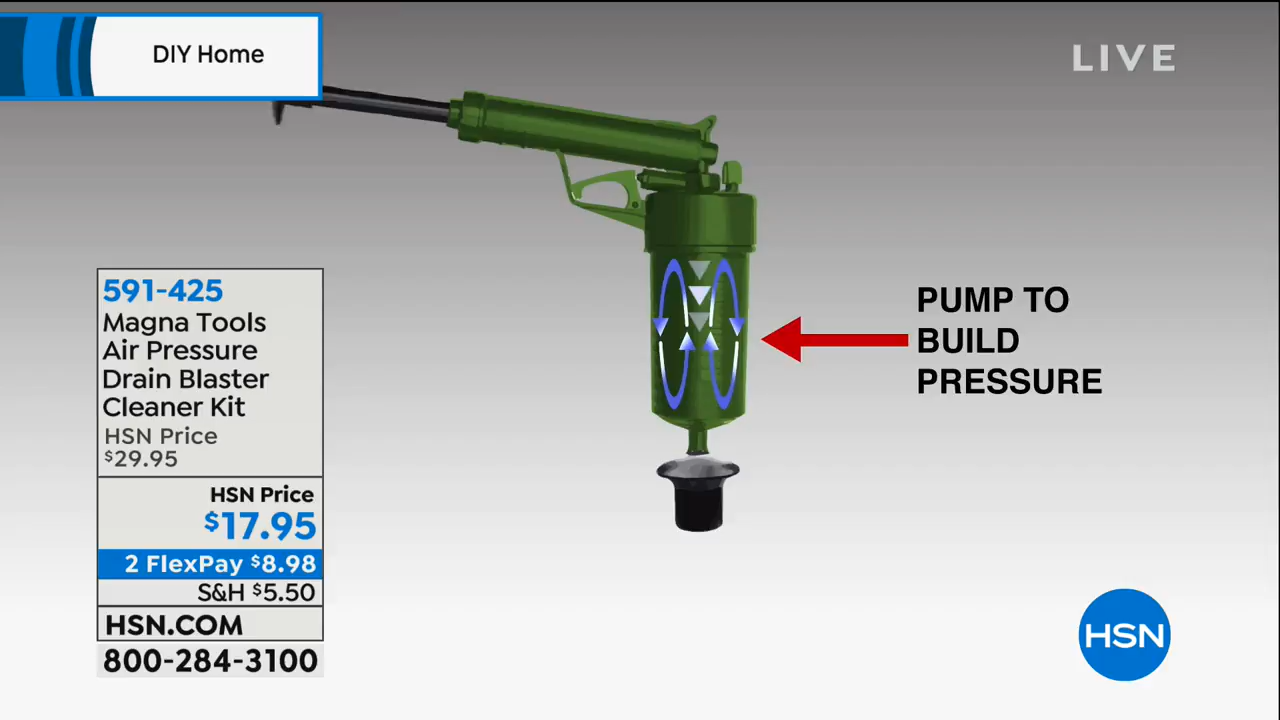 DIY Home
LIVE
591-425
Magna Tools
Air Pressure
Drain Blaster
Cleaner Kit
HSN Price
$29.95
HSN Price
$17.95
2 FlexPay $8.98
S&H $5.50
HSN.COM
800-284-3100
PUMP TO
BUILD
PRESSURE
HSN